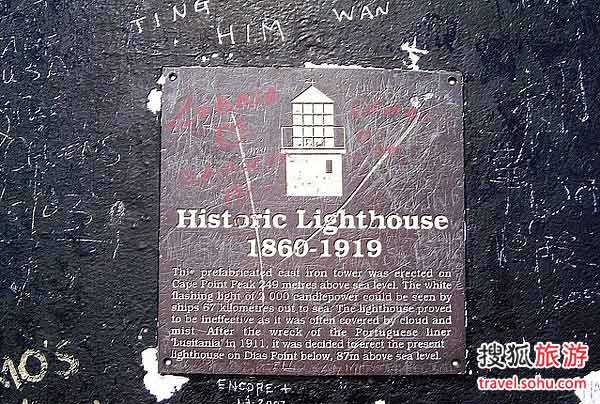 TING
HIM
WAN
Historic Lighthouse
1860-1919
This prefabricated cast iron tower was erected on
Cape Point Peak 249 metres above sea level. The white
flashing light of 2 000 candlepower could be seen by
ships 67 kilometres out to sea. The lighthouse proved
to be ineffective as it was often covered by cloud and
mist. After the wreck of the Portuguese liner
'Lusitania' in 1911, it was decided to erect the present
lighthouse on Dias Point below, 87m above sea level.
ENCORE +
搜狐旅游
travel.sohu.com